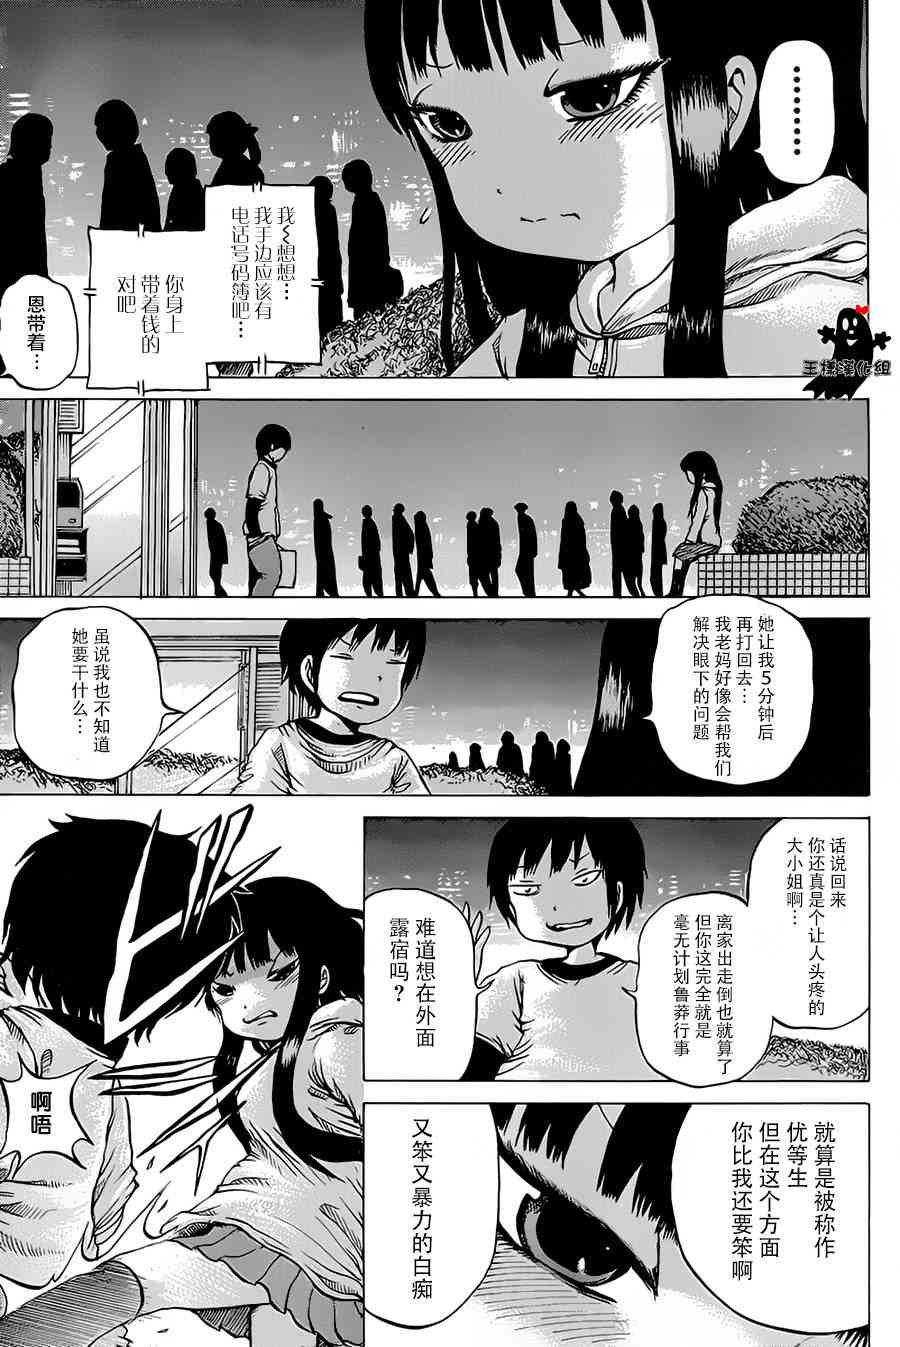 …………
我~想想…
我手边应该有
电话号码簿吧…
你身上
带着钱的
对吧
恩带着…
王样汉化组
她让我5分钟后
再打回去…
我老妈好像会帮我们
解决眼下的问题
虽说我也不知道
她要干什么…
话说回来
你还真是个让人头疼的
大小姐啊…
离家出走倒也就算了
但你这完全就是
毫无计划鲁莽行事
难道想在外面
露宿吗？
就算是被称作
优等生
但在这个方面
你比我还要笨啊
又笨又暴力的白痴
啊唔